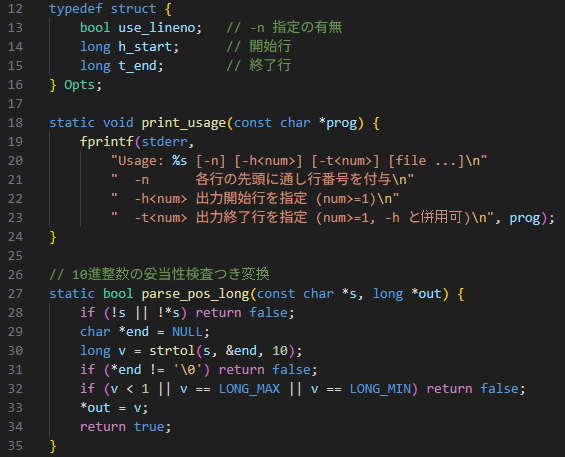 12 typedef struct {
13     bool use_lineno;   // -n 指定の有無
14     long h_start;      // 開始行
15     long t_end;        // 終了行
16 } Opts;
17
18 static void print_usage(const char *prog) {
19     fprintf(stderr,
20         "Usage: %s [-n] [-h<num>] [-t<num>] [file ...]\n"
21         "  -n      各行の先頭に通し行番号を付与\n"
22         "  -h<num> 出力開始行を指定 (num>=1)\n"
23         "  -t<num> 出力終了行を指定 (num>=1, -h と併用可)\n", prog);
24 }
25
26 // 10進整数の妥当性検査つき変換
27 static bool parse_pos_long(const char *s, long *out) {
28     if (!s || !*s) return false;
29     char *end = NULL;
30     long v = strtol(s, &end, 10);
31     if (*end != '\0') return false;
32     if (v < 1 || v == LONG_MAX || v == LONG_MIN) return false;
33     *out = v;
34     return true;
35 }